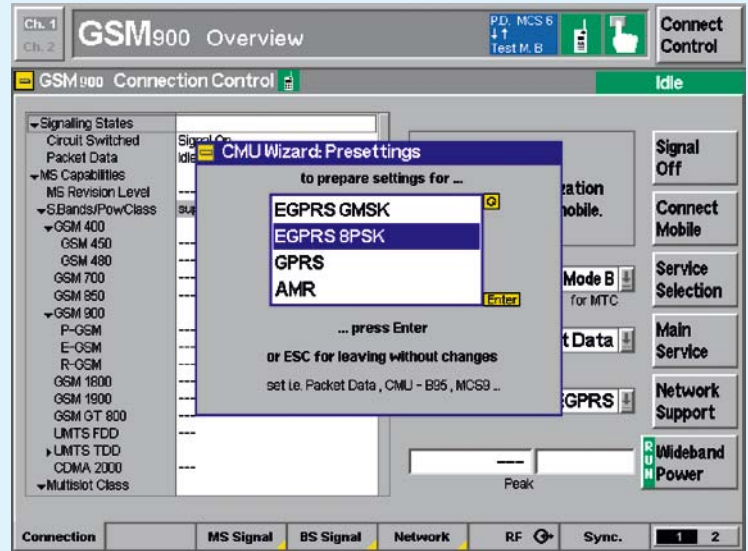 Ch. 1
Ch. 2
GSM900 Overview
P.D. MCS 6
↓↑
Test M. B
Connect
Control
GSM900 Connection Control
Idle
Signaling States
Circuit Switched
Packet Data
Idle
MS Capabilities
MS Revision Level
---
S.Bands/PowClass
GSM 400
---
GSM 450
---
GSM 480
---
GSM 700
---
GSM 850
---
GSM 900
P-GSM
---
E-GSM
---
R-GSM
---
GSM 1800
---
GSM 1900
---
GSM GT 800
---
UMTS FDD
---
UMTS TDD
CDMA 2000
---
Multislot Class
CMU Wizard: Presettings
to prepare settings for ...
EGPRS GMSK
EGPRS 8PSK
GPRS
AMR
Enter
... press Enter
or ESC for leaving without changes
set i.e. Packet Data , CMU - B95 , MCS9 ...
Mode B
for MTC
t Data
EGPRS
---
Peak
Signal
Off
Connect
Mobile
Service
Selection
Main
Service
Network
Support
RUN
Wideband
Power
Connection
MS Signal
BS Signal
Network
RF
Sync.
1 2